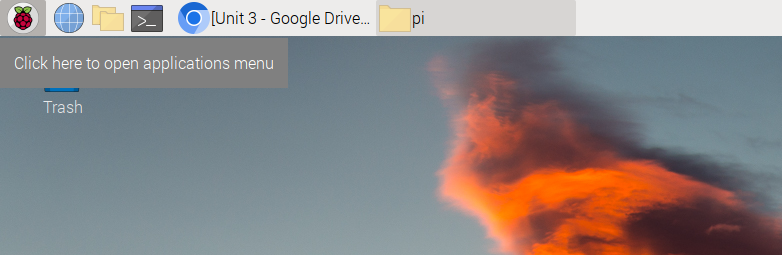 [Unit 3 - Google Drive...
pi
Click here to open applications menu
Trash